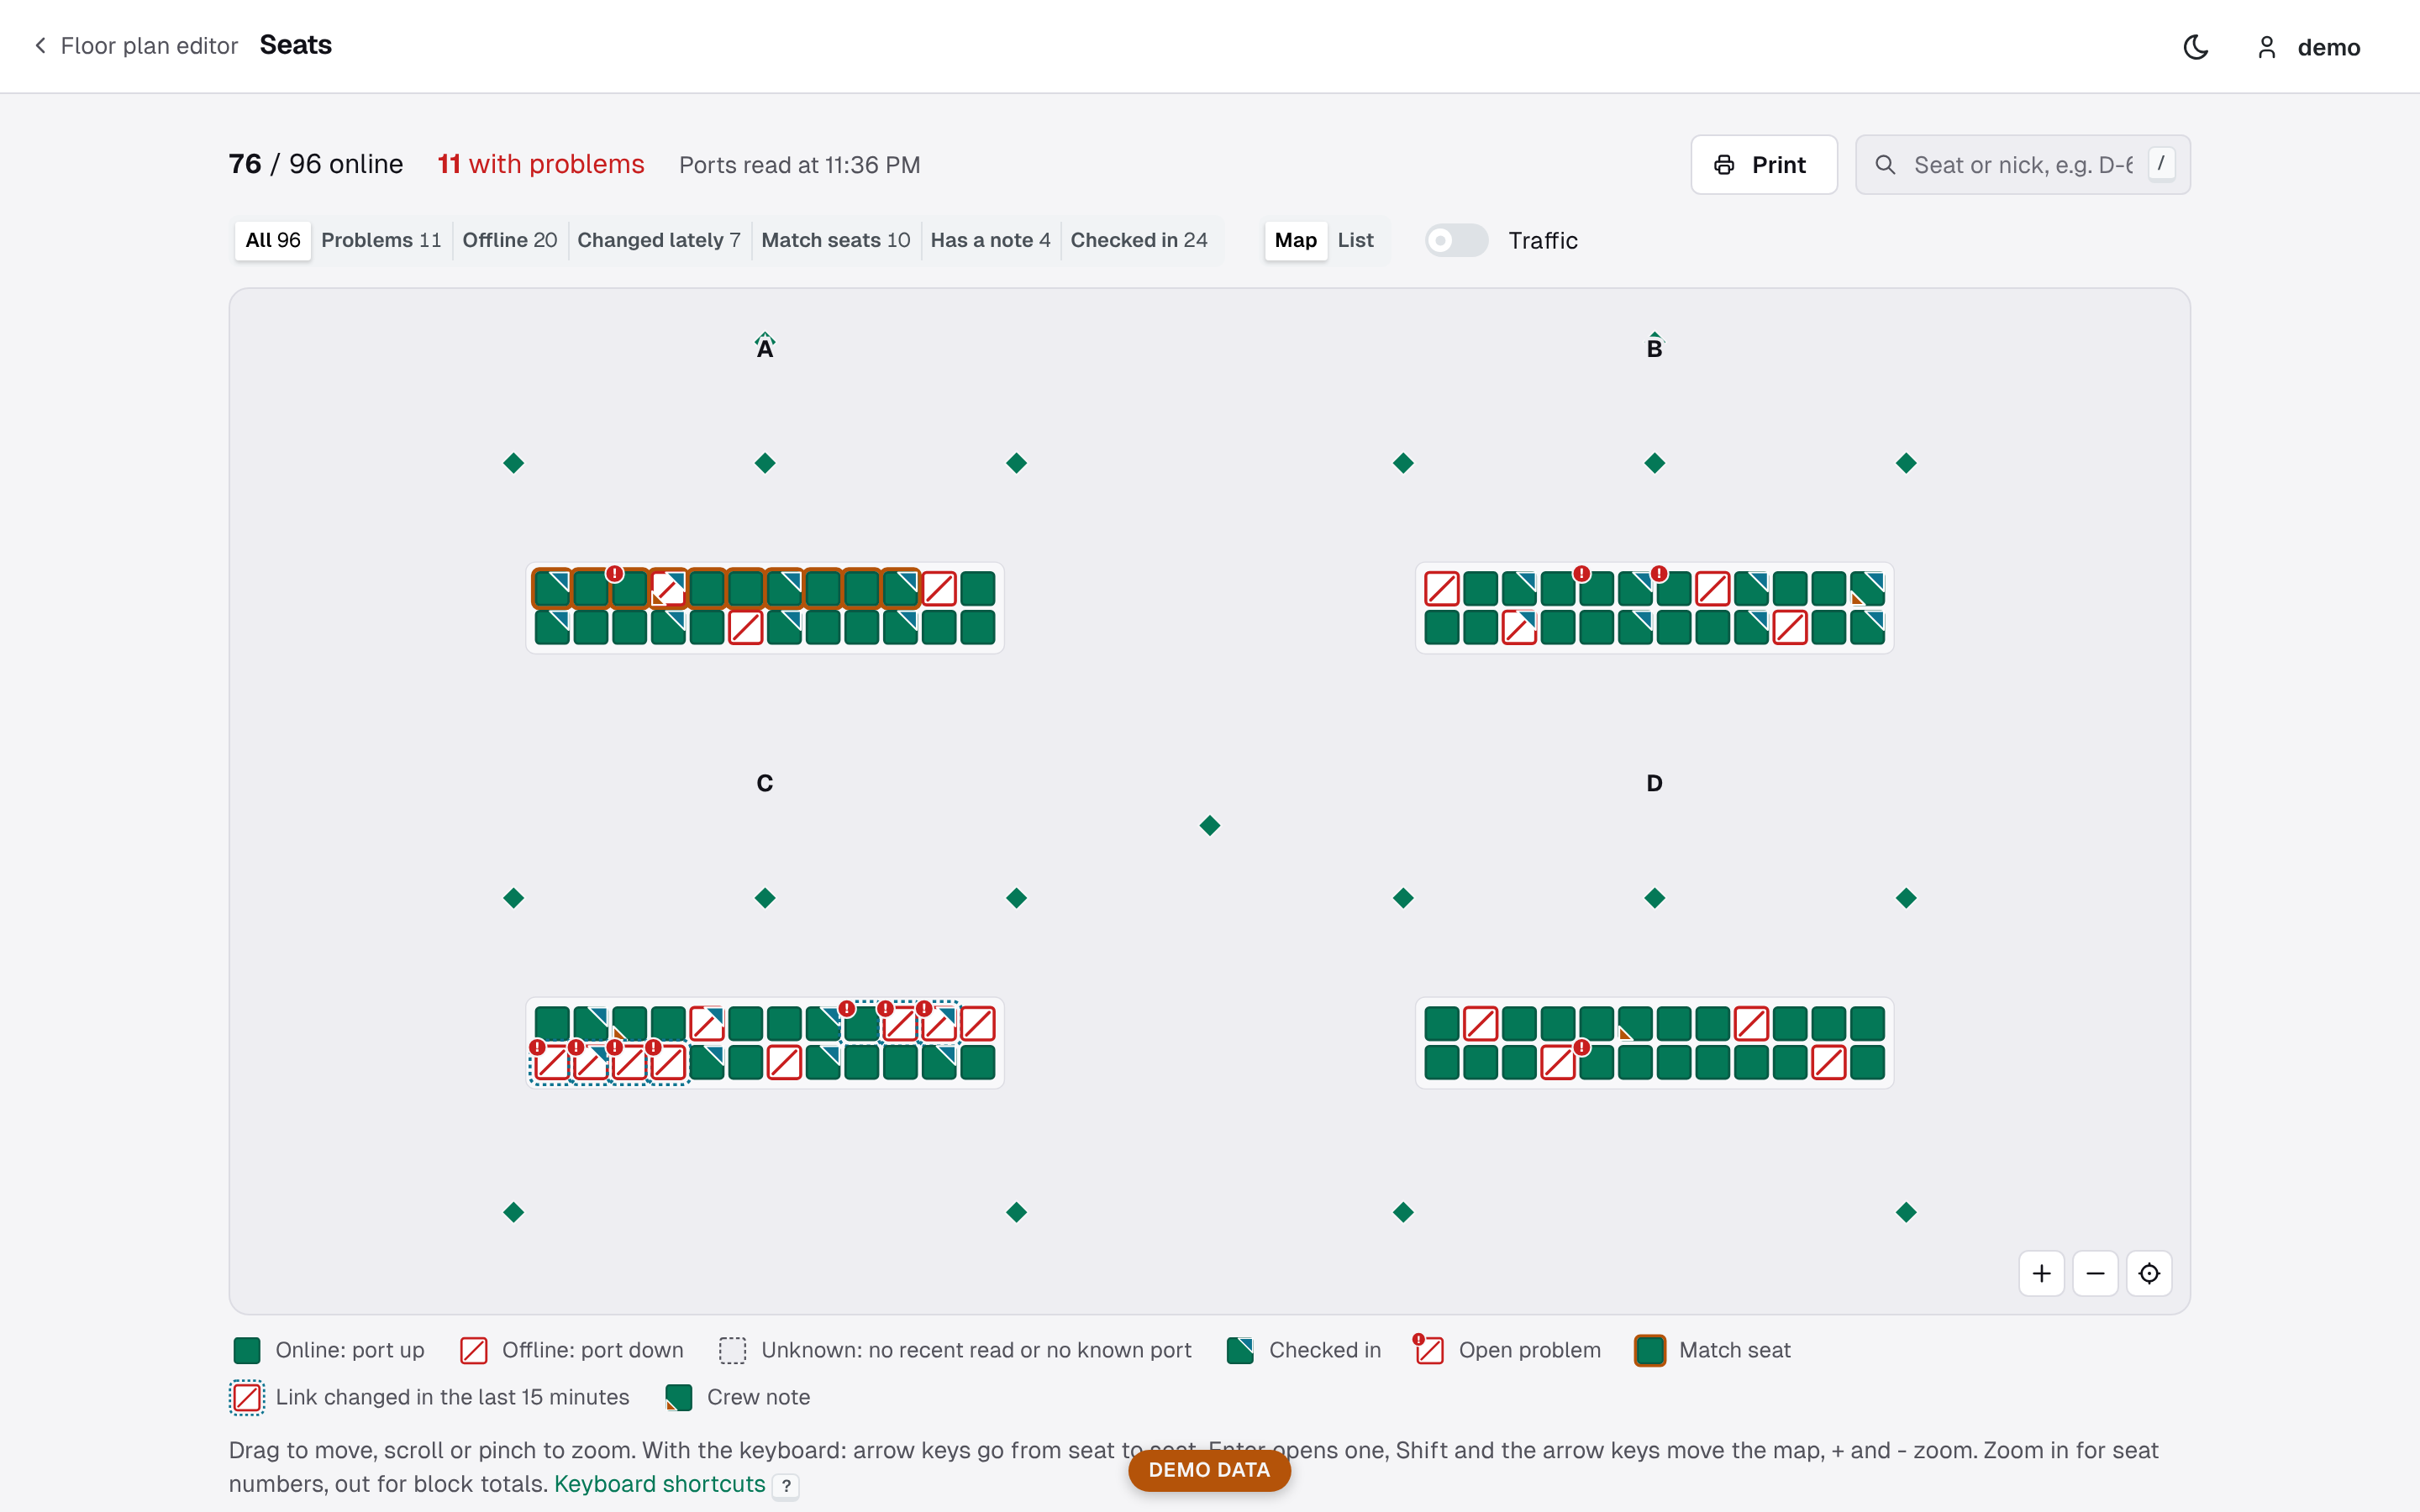 Floor plan editor Seats
demo
76 / 96 online 11 with problems Ports read at 11:36 PM
Print
Seat or nick, e.g. D-6 /
All 96 Problems 11 Offline 20 Changed lately 7 Match seats 10 Has a note 4 Checked in 24
Map List
Traffic
A B
C D
Online: port up Offline: port down Unknown: no recent read or no known port Checked in Open problem Match seat
Link changed in the last 15 minutes Crew note
Drag to move, scroll or pinch to zoom. With the keyboard: arrow keys go from seat to seat, Enter opens one, Shift and the arrow keys move the map, + and - zoom. Zoom in for seat
numbers, out for block totals. Keyboard shortcuts ?
DEMO DATA